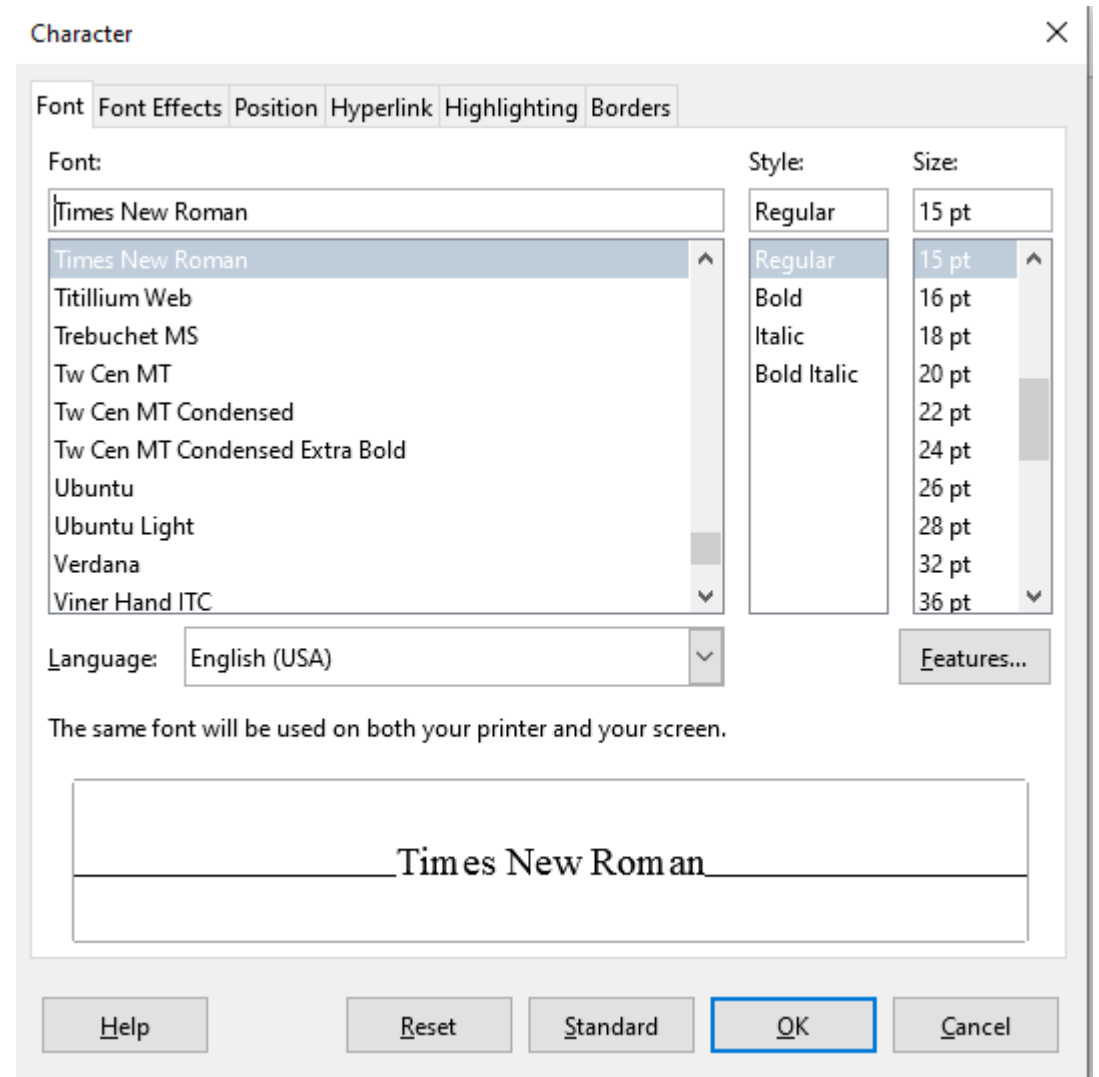 Character
Font Font Effects Position Hyperlink Highlighting Borders
Font: Style: Size:
Times New Roman Regular 15 pt
Times New Roman Regular 15 pt
Titillium Web Bold 16 pt
Trebuchet MS Italic 18 pt
Tw Cen MT Bold Italic 20 pt
Tw Cen MT Condensed 22 pt
Tw Cen MT Condensed Extra Bold 24 pt
Ubuntu 26 pt
Ubuntu Light 28 pt
Verdana 32 pt
Viner Hand ITC 36 pt
Language: English (USA) Features...
The same font will be used on both your printer and your screen.
Times New Roman
Help Reset Standard OK Cancel